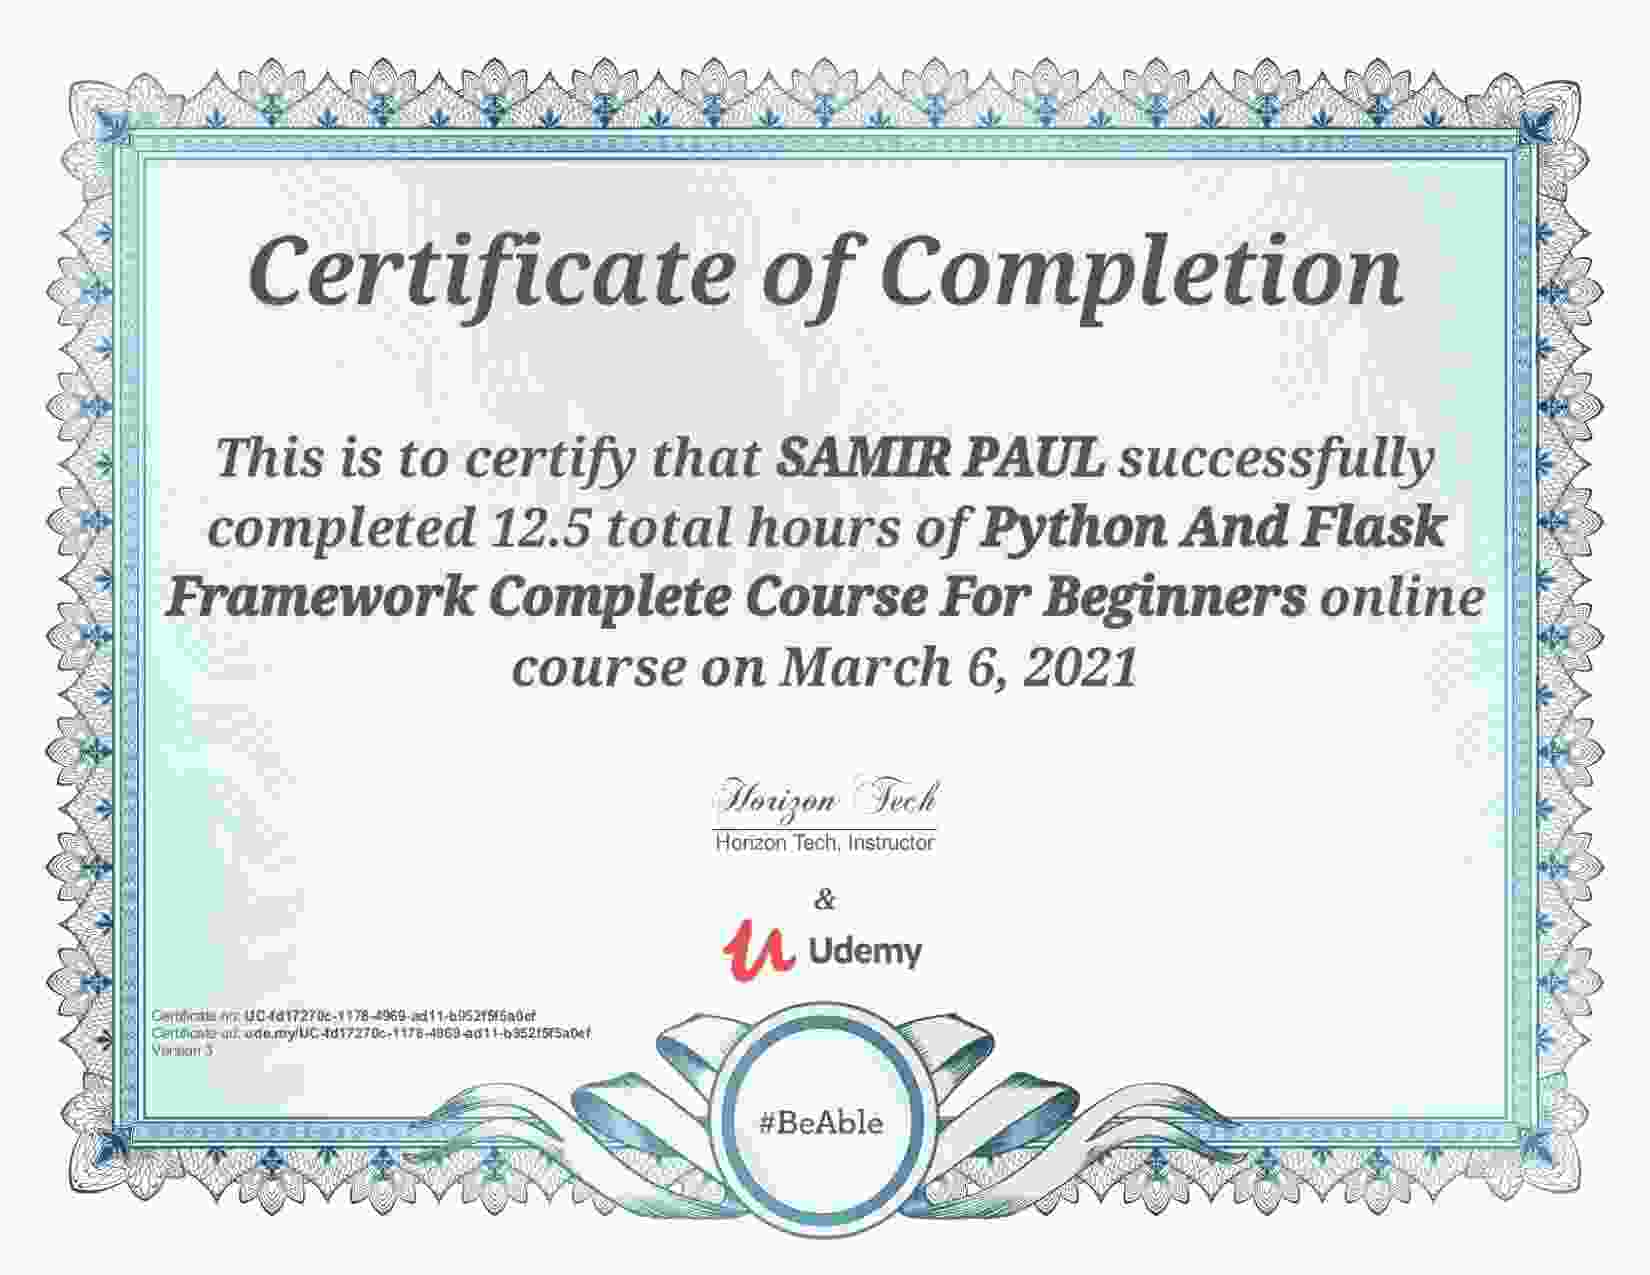 Certificate of Completion
This is to certify that SAMIR PAUL successfully
completed 12.5 total hours of Python And Flask
Framework Complete Course For Beginners online
course on March 6, 2021
Horizon Tech
Horizon Tech, Instructor
&
Udemy
Certificate no: UC-fd17270c-1178-4969-ad11-b952f5f5a0ef
Certificate url: ude.my/UC-fd17270c-1178-4969-ad11-b952f5f5a0ef
Version 3
#BeAble